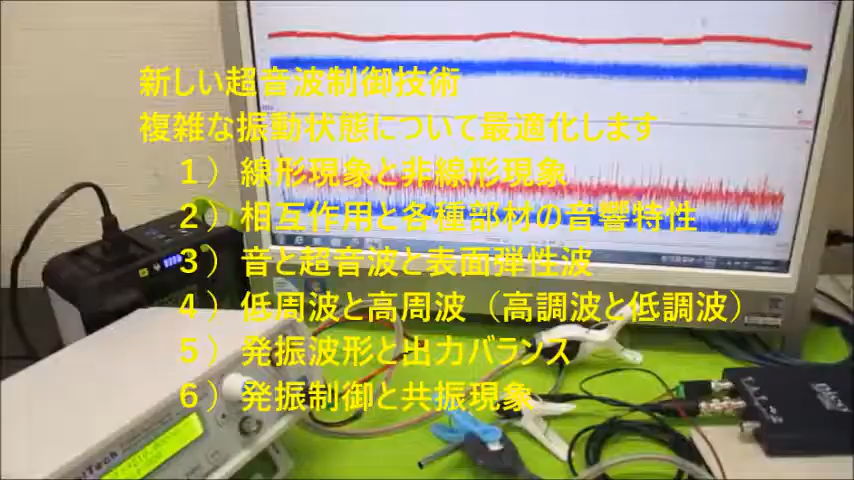 新しい超音波制御技術
複雑な振動状態について最適化します
１）線形現象と非線形現象
２）相互作用と各種部材の音響特性
３）音と超音波と表面弾性波
４）低周波と高周波（高調波と低調波）
５）発振波形と出力バランス
６）発振制御と共振現象